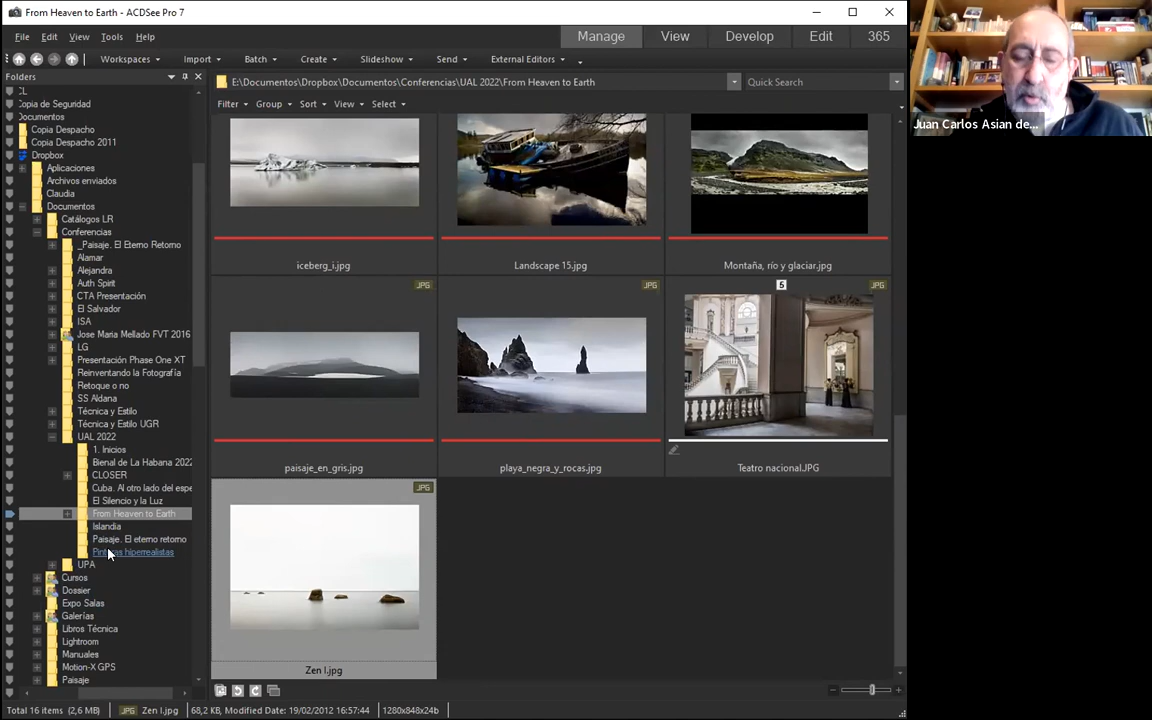 From Heaven to Earth - ACDSee Pro 7
File Edit View Tools Help
Manage View Develop Edit 365
Workspaces Import Batch Create Slideshow Send External Editors
Folders
E:\Documentos\Dropbox\Documentos\Conferencias\UAL 2022\From Heaven to Earth
Quick Search
Filter Group Sort View Select
CL
Copia de Seguridad
Documentos
Copia Despacho
Copia Despacho 2011
Dropbox
Aplicaciones
Archivos enviados
Claudia
Documentos
Catálogos LR
Conferencias
_Paisaje. El Eterno Retorno
Alamar
Alejandra
Auth Spirit
CTA Presentación
El Salvador
ISA
Jose Maria Mellado FVT 2016
LG
Presentación Phase One XT
Reinventando la Fotografía
Retoque o no
SS Aldana
Técnica y Estilo
Técnica y Estilo UGR
UAL 2022
1. Inicios
Bienal de La Habana 2022
CLOSER
Cuba. Al otro lado del espe
El Silencio y la Luz
From Heaven to Earth
Islandia
Paisaje. El eterno retorno
hiperrealistas
UPA
Cursos
Dossier
Expo Salas
Galerías
Libros Técnica
Lightroom
Manuales
Motion-X GPS
Paisaje
iceberg_i.jpg
Landscape 15.jpg
Montaña, río y glaciar.jpg
JPG
JPG
5
JPG
paisaje_en_gris.jpg
playa_negra_y_rocas.jpg
Teatro nacional.JPG
JPG
Zen I.jpg
Total 16 items (2,6 MB)
JPG Zen I.jpg
68,2 KB, Modified Date: 19/02/2012 16:57:44
1280x848x24b
Juan Carlos Asian de...